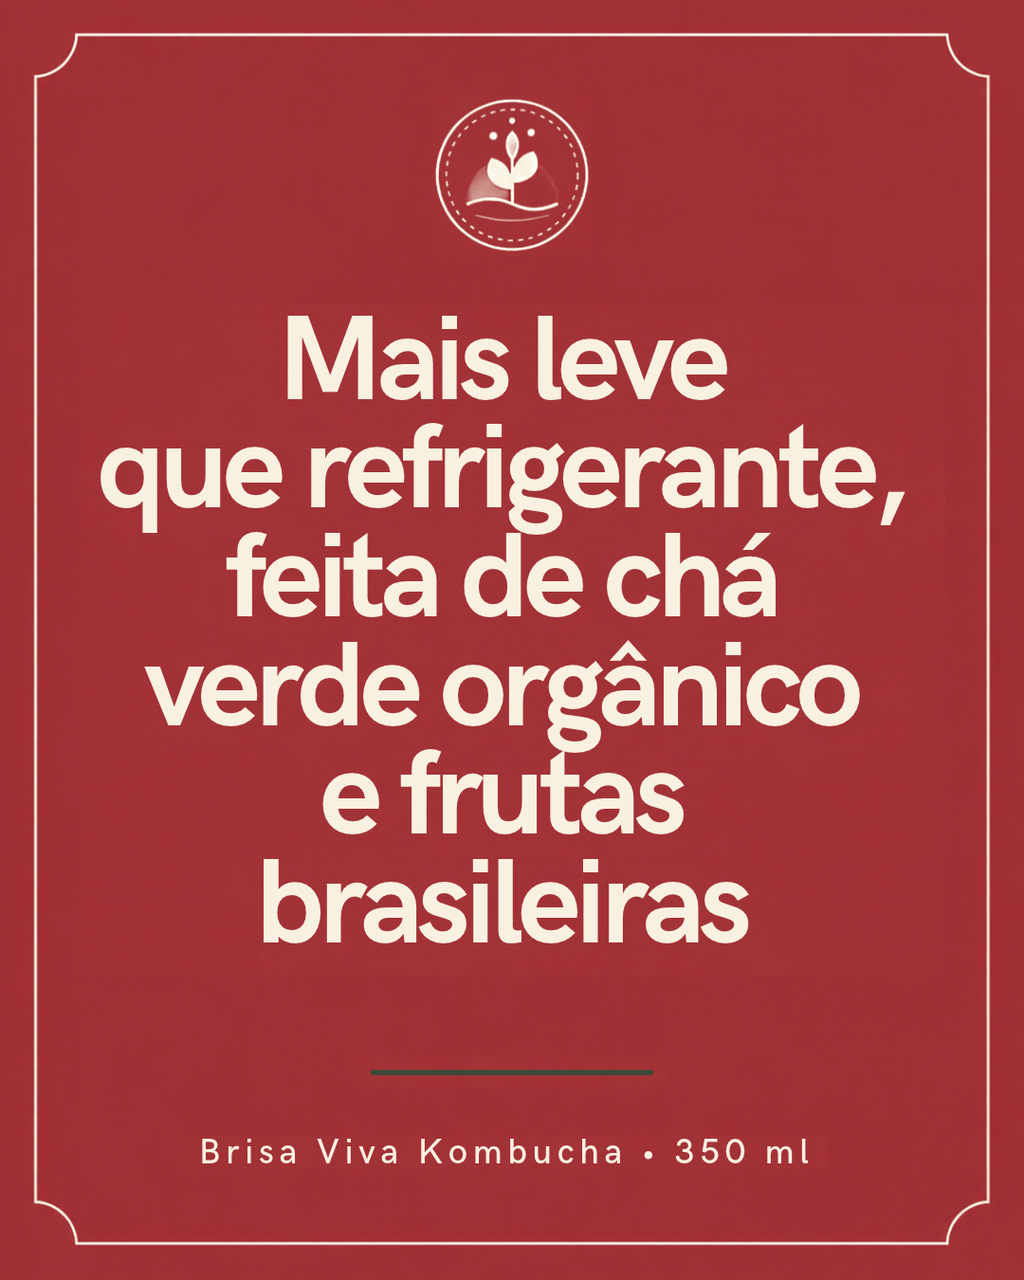 Mais leve
que refrigerante,
feita de chá
verde orgânico
e frutas
brasileiras
Brisa Viva Kombucha • 350 ml